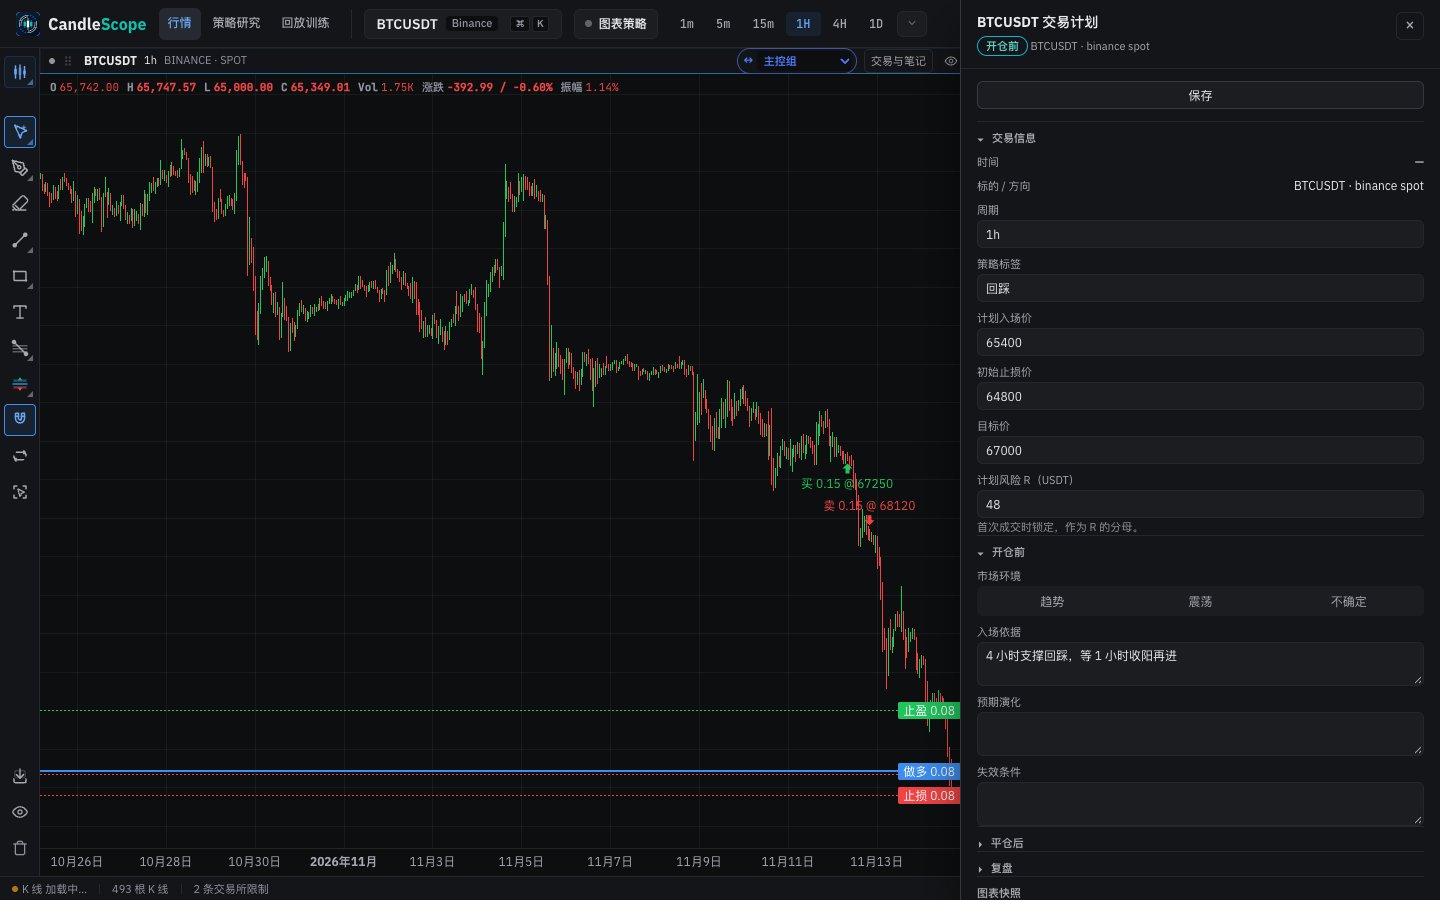 CandleScope 行情 策略研究 回放训练 BTCUSDT Binance ⌘ K 图表策略 1m 5m 15m 1H 4H 1D
BTCUSDT 1h BINANCE · SPOT 主控组 交易与笔记
O 65,742.00 H 65,747.57 L 65,000.00 C 65,349.01 Vol 1.75K 涨跌 -392.99 / -0.60% 振幅 1.14%
买 0.15 @ 67250
卖 0.15 @ 68120
止盈 0.08
做多 0.08
止损 0.08
10月26日 10月28日 10月30日 2026年11月 11月3日 11月5日 11月7日 11月9日 11月11日 11月13日
K 线 加载中... 493 根 K 线 2 条交易所限制
BTCUSDT 交易计划
开仓前 BTCUSDT · binance spot
保存
交易信息
时间 —
标的 / 方向 BTCUSDT · binance spot
周期
1h
策略标签
回踩
计划入场价
65400
初始止损价
64800
目标价
67000
计划风险 R（USDT）
48
首次成交时锁定，作为 R 的分母。
开仓前
市场环境
趋势 震荡 不确定
入场依据
4 小时支撑回踩，等 1 小时收阳再进
预期演化
失效条件
平仓后
复盘
图表快照